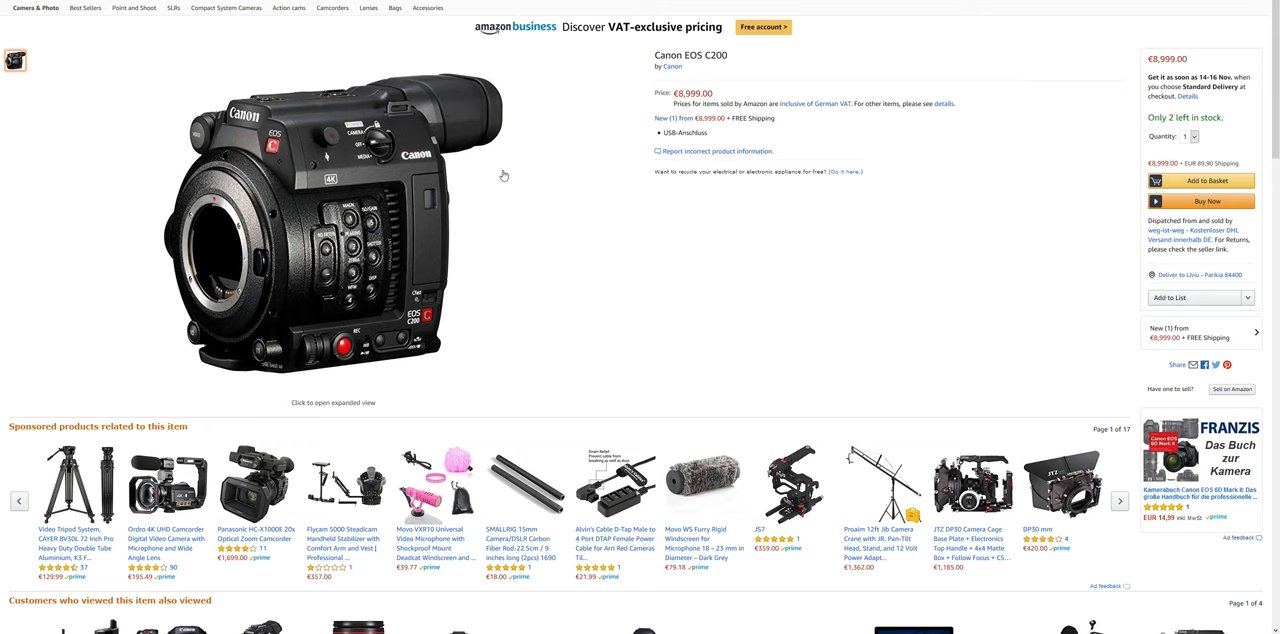 Camera & Photo Best Sellers Point and Shoot SLRs Compact System Cameras Action cams Camcorders Lenses Bags Accessories
amazon business Discover VAT-exclusive pricing Free account >
Canon EOS C200
by Canon
Price: €8,999.00
Prices for items sold by Amazon are inclusive of German VAT. For other items, please see details.
New (1) from €8,999.00 + FREE Shipping
• USB-Anschluss
Report incorrect product information.
Want to recycle your electrical or electronic appliance for free? (Do it here.)
Canon
EOS
C
CAMERA
OFF
MEDIA
Canon
4K
EOS
C200
REC
Click to open expanded view
€8,999.00
Get it as soon as 14-16 Nov. when
you choose Standard Delivery at
checkout. Details
Only 2 left in stock.
Quantity: 1
€8,999.00 + EUR 89.90 Shipping
Add to Basket
Buy Now
Dispatched from and sold by
weg-ist-weg - Kostenloser DHL
Versand innerhalb DE. For Returns,
please check the seller link.
Deliver to Liviu - Parikia 84400
Add to List
New (1) from
€8,999.00 + FREE Shipping
Share
Have one to sell? Sell on Amazon
FRANZIS
Das Buch
zur
Kamera
Kamerabuch Canon EOS 6D Mark II: Das
große Handbuch für die professionelle ...
1
EUR 14,99 inkl. MwSt. prime
Ad feedback
Sponsored products related to this item
Page 1 of 17
Video Tripod System,
CAYER BV30L 72 Inch Pro
Heavy Duty Double Tube
Aluminium, K3 F...
37
€129.99 prime
Ordro 4K UHD Camcorder
Digital Video Camera with
Microphone and Wide
Angle Lens
90
€195.49 prime
Panasonic HC-X1000E 20x
Optical Zoom Camcorder
11
€1,699.00 prime
Flycam 5000 Steadicam
Handheld Stabilizer with
Comfort Arm and Vest |
Professional ...
1
€357.00
Movo VXR10 Universal
Video Microphone with
Shockproof Mount
Deadcat Windscreen and ...
€39.77 prime
SMALLRIG 15mm
Camera/DSLR Carbon
Fiber Rod-22.5cm / 9
inches long (2pcs) 1690
1
€18.00 prime
Strain Relief:
Alvin's Cable D-Tap Male to
4 Port DTAP Female Power
Cable for Arri Red Cameras
Til...
1
€21.99 prime
Movo WS Furry Rigid
Windscreen for
Microphone 18 – 23 mm in
Diameter – Dark Grey
€79.18 prime
JS7
1
€359.00 prime
Proaim 12ft Jib Camera
Crane with JR. Pan-Tilt
Head, Stand, and 12 Volt
Power Adapt...
€1,362.00
JTZ DP30 Camera Cage
Base Plate + Electronics
Top Handle + 4x4 Matte
Box + Follow Focus + C5...
€1,185.00
JTZ
DP30 mm
4
€420.00 prime
Ad feedback
Customers who viewed this item also viewed
Page 1 of 4